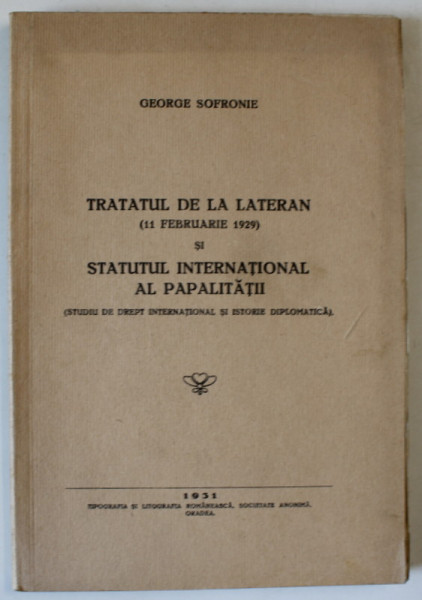 GEORGE SOFRONIE
TRATATUL DE LA LATERAN
(11 FEBRUARIE 1929)
ȘI
STATUTUL INTERNAȚIONAL
AL PAPALITĂȚII
(STUDIU DE DREPT INTERNAȚIONAL ȘI ISTORIE DIPLOMATICĂ).
1931
TIPOGRAFIA ȘI LITOGRAFIA ROMÂNEASCĂ, SOCIETATE ANONIMĂ,
ORADEA.